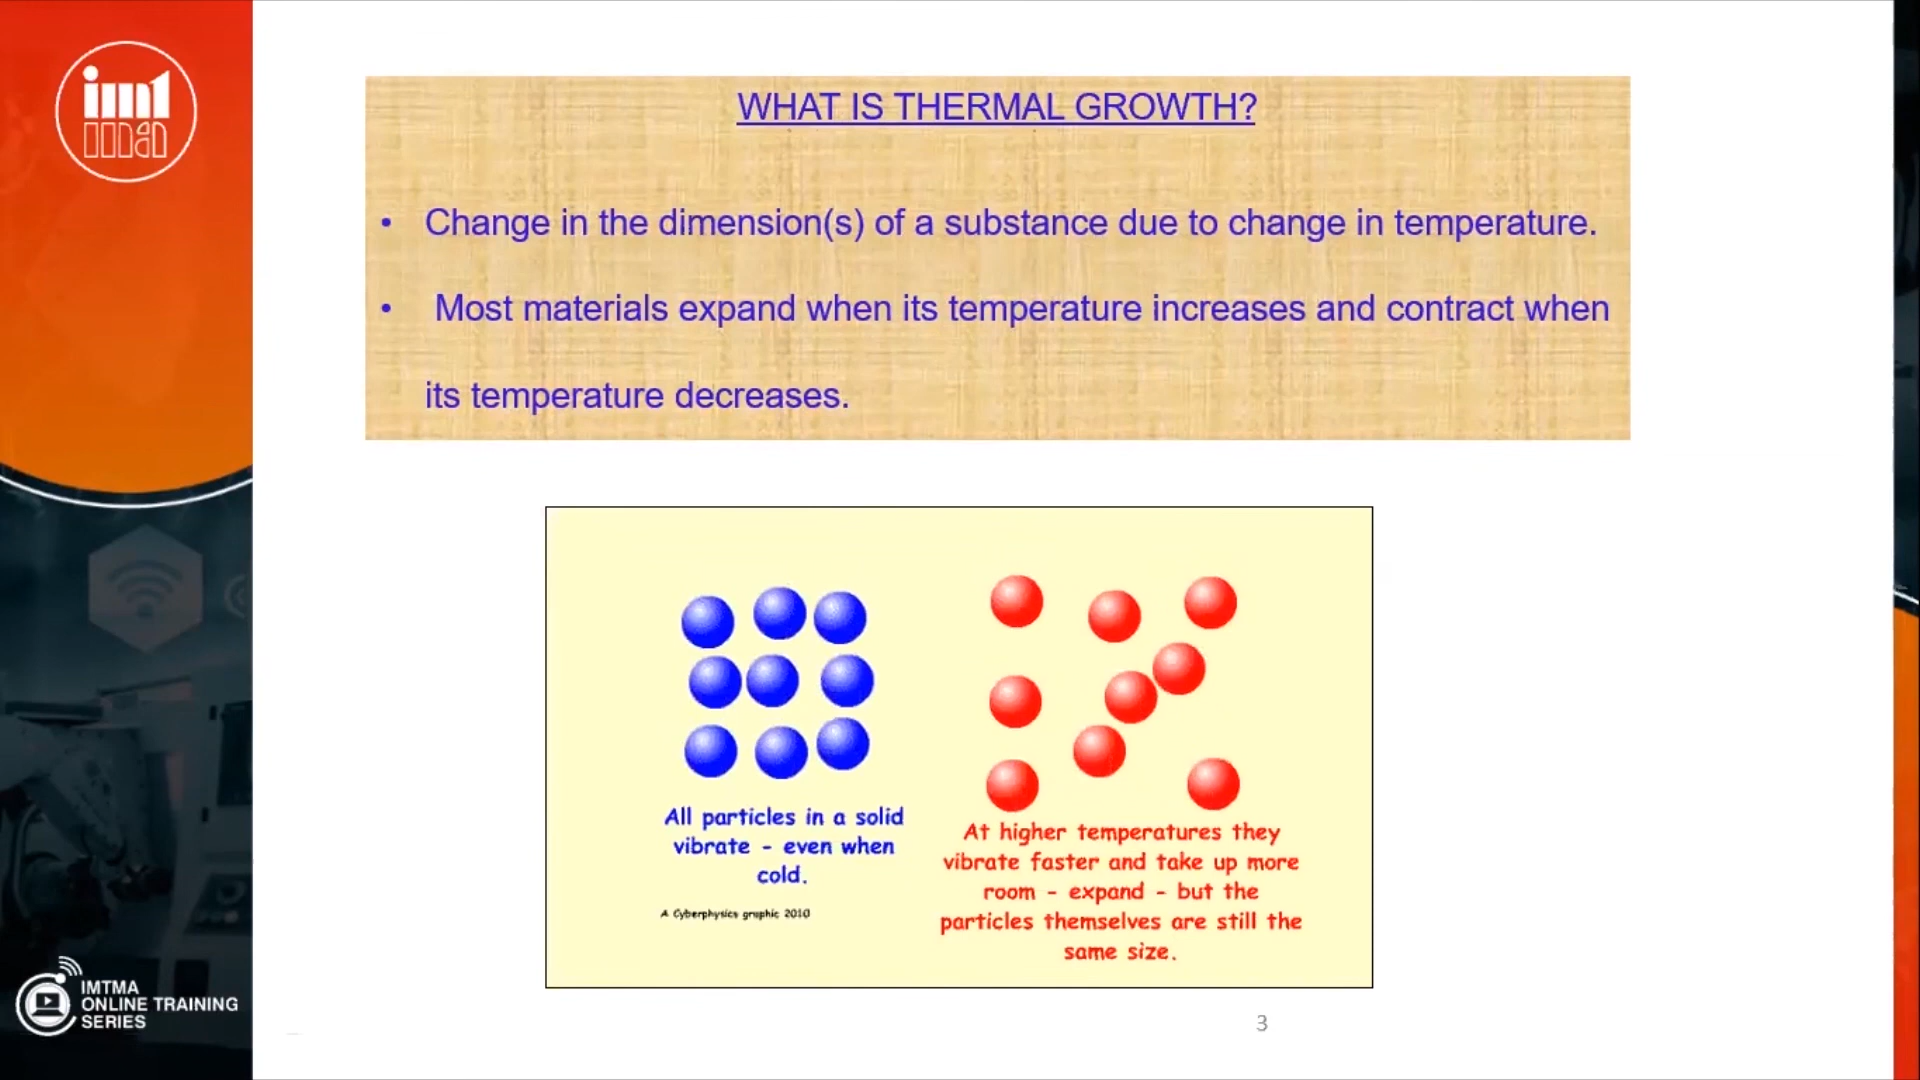 WHAT IS THERMAL GROWTH?
• Change in the dimension(s) of a substance due to change in temperature.
• Most materials expand when its temperature increases and contract when
its temperature decreases.
All particles in a solid
vibrate - even when
cold.
A Cyberphysics graphic 2010
At higher temperatures they
vibrate faster and take up more
room - expand - but the
particles themselves are still the
same size.
IMTMA
ONLINE TRAINING
SERIES
3